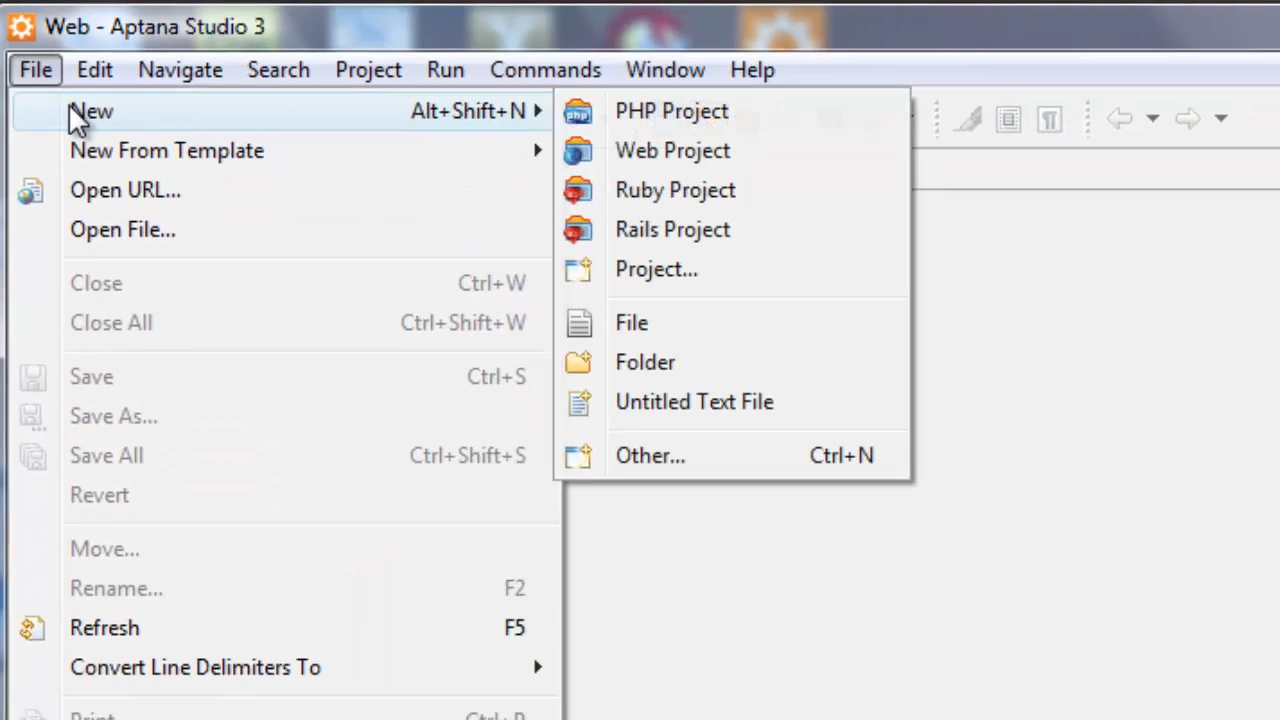 Web - Aptana Studio 3
File Edit Navigate Search Project Run Commands Window Help
New Alt+Shift+N
New From Template
Open URL...
Open File...
Close Ctrl+W
Close All Ctrl+Shift+W
Save Ctrl+S
Save As...
Save All Ctrl+Shift+S
Revert
Move...
Rename... F2
Refresh F5
Convert Line Delimiters To
Print Ctrl+P
php PHP Project
Web Project
Ruby Project
Rails Project
Project...
File
Folder
Untitled Text File
Other... Ctrl+N